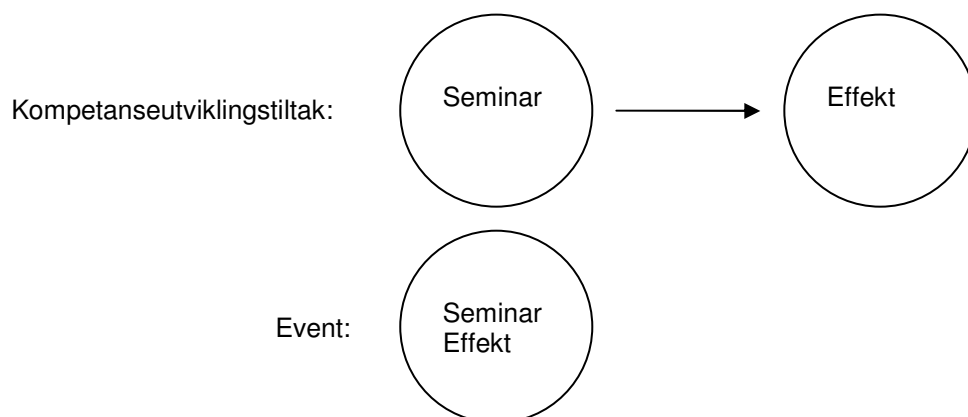 Kompetanseutviklingstiltak:
Seminar
Effekt
Event:
Seminar
Effekt